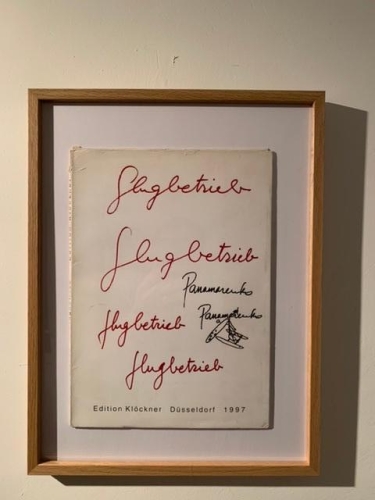 flugbetrieb
flugbetrieb
Panamarenko
Panamarenko
flugbetrieb
flugbetrieb
Edition Klöckner Düsseldorf 1997